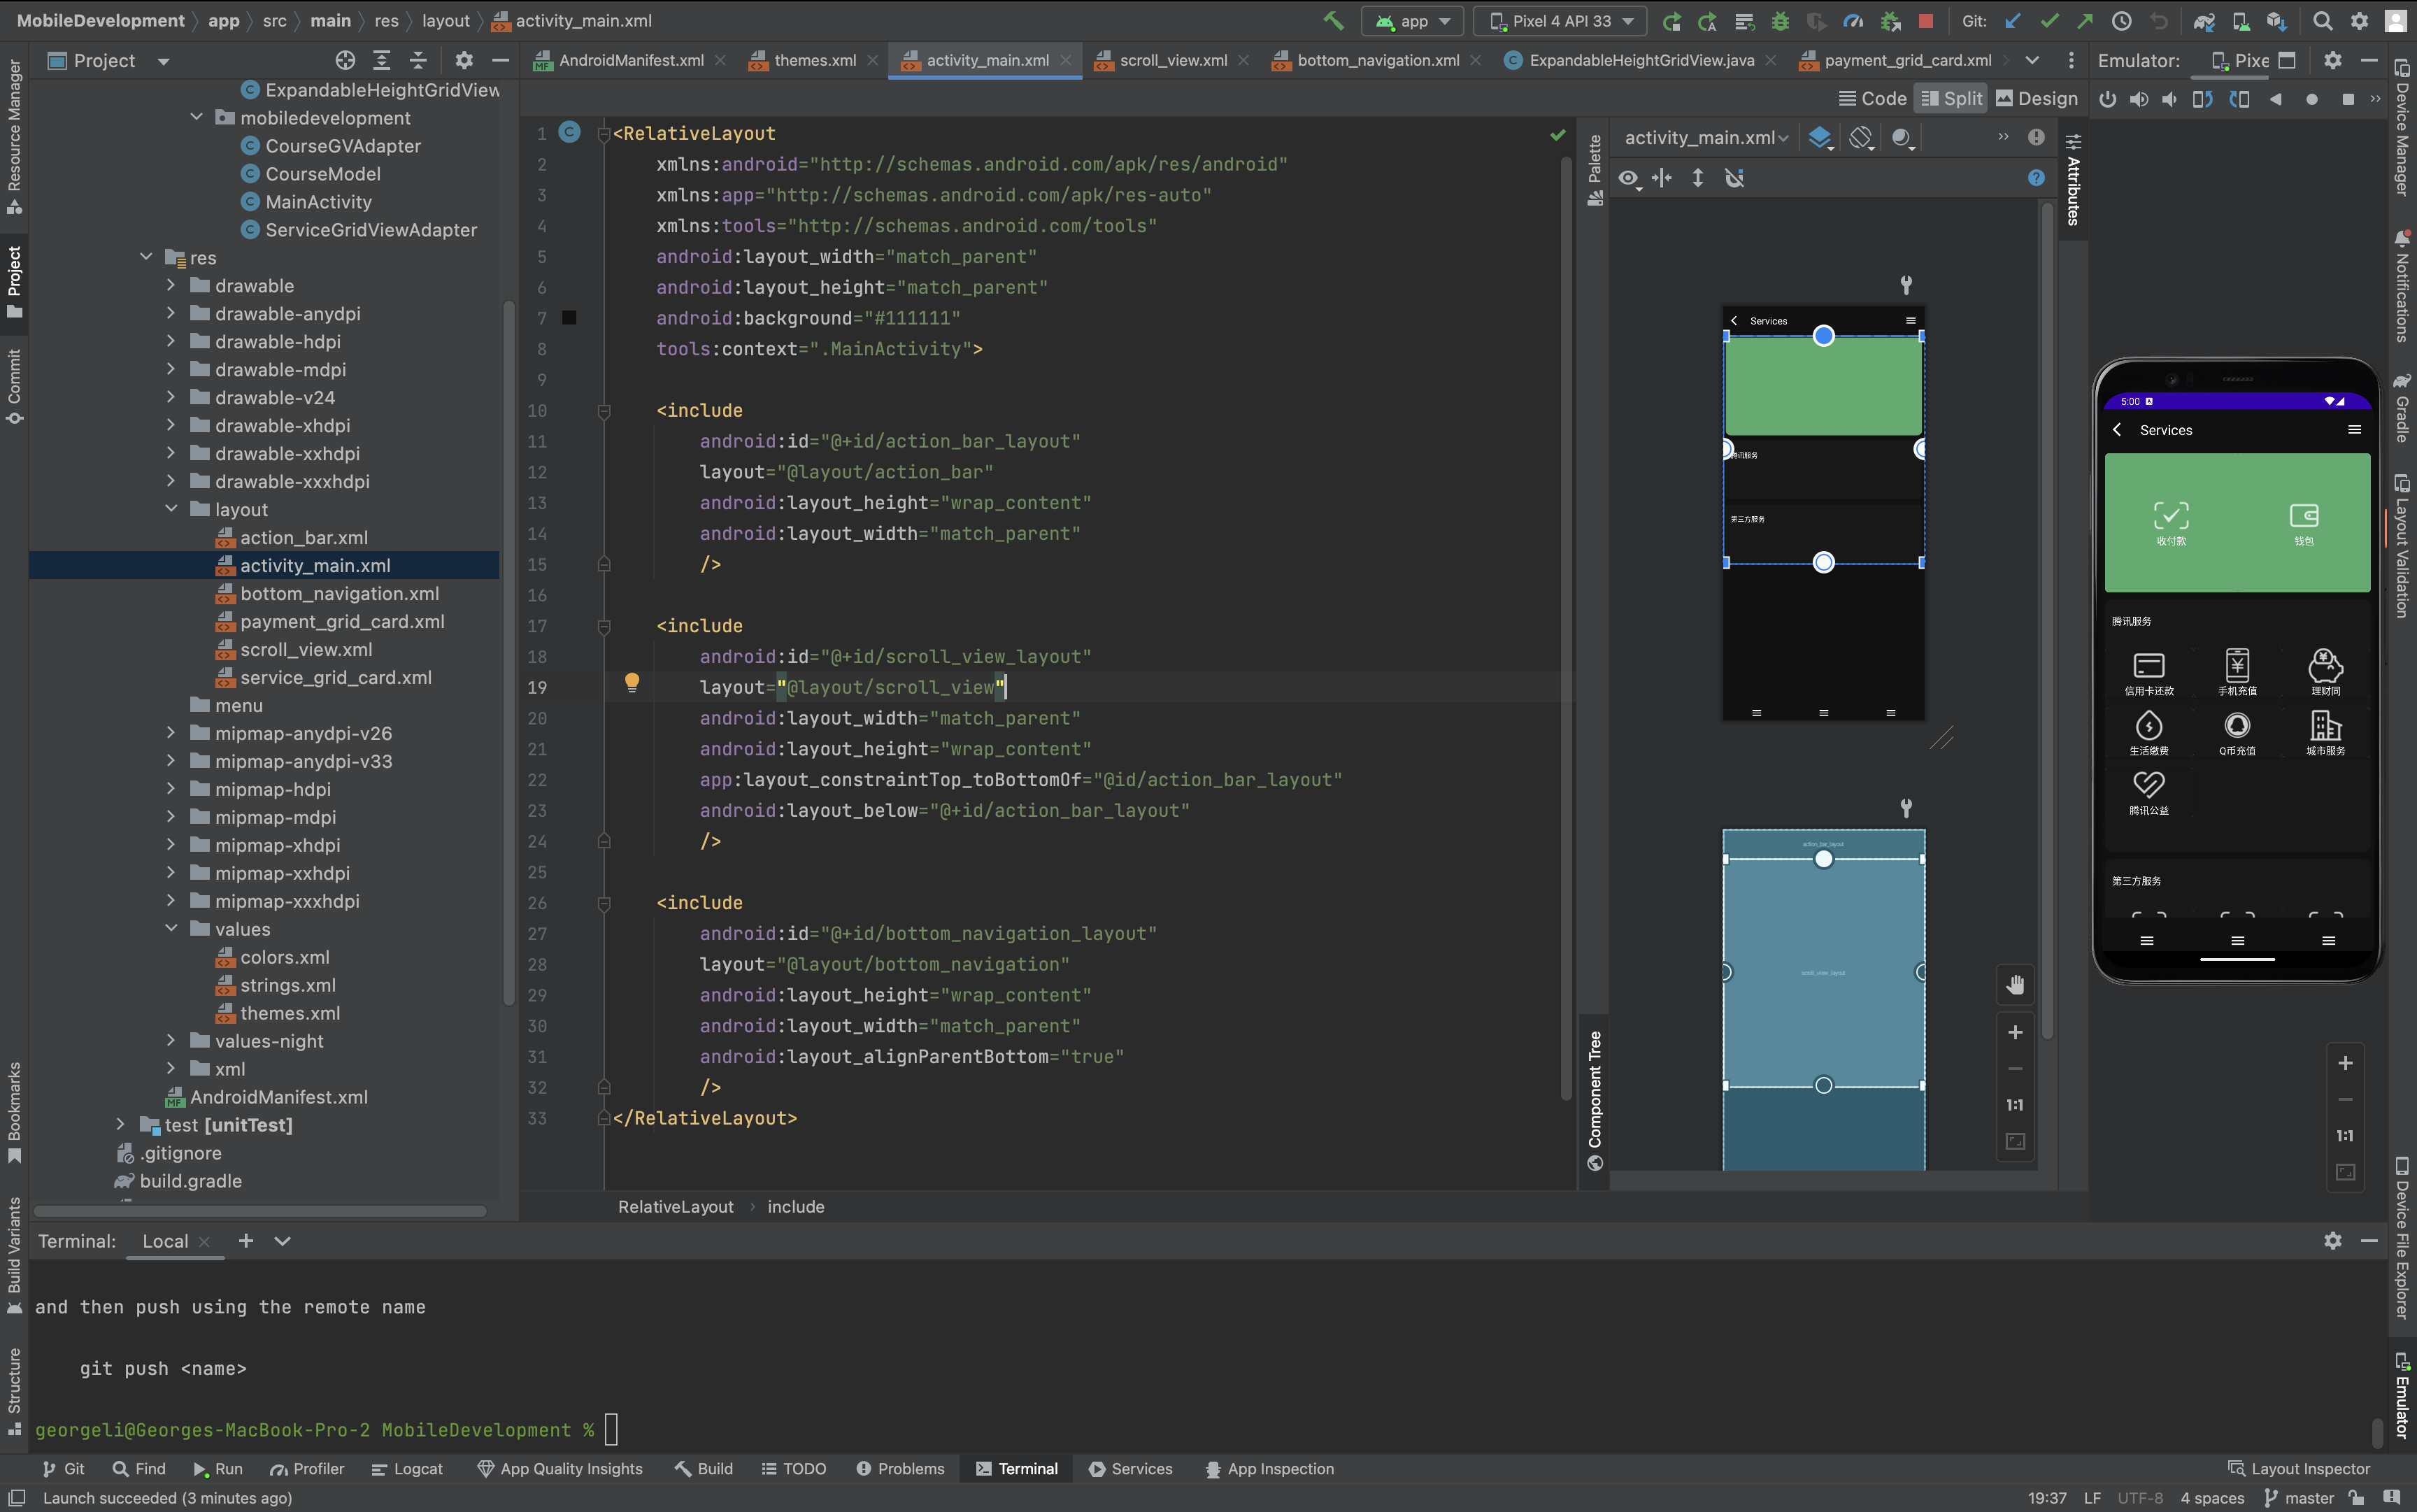 MobileDevelopment app src main res layout activity_main.xml
app Pixel 4 API 33 Git:
Project
AndroidManifest.xml themes.xml activity_main.xml scroll_view.xml bottom_navigation.xml ExpandableHeightGridView.java payment_grid_card.xml
Emulator: Pixe
Code Split Design
Resource Manager
Project
Commit
Bookmarks
Build Variants
Structure
ExpandableHeightGridView
mobiledevelopment
CourseGVAdapter
CourseModel
MainActivity
ServiceGridViewAdapter
res
drawable
drawable-anydpi
drawable-hdpi
drawable-mdpi
drawable-v24
drawable-xhdpi
drawable-xxhdpi
drawable-xxxhdpi
layout
action_bar.xml
activity_main.xml
bottom_navigation.xml
payment_grid_card.xml
scroll_view.xml
service_grid_card.xml
menu
mipmap-anydpi-v26
mipmap-anydpi-v33
mipmap-hdpi
mipmap-mdpi
mipmap-xhdpi
mipmap-xxhdpi
mipmap-xxxhdpi
values
colors.xml
strings.xml
themes.xml
values-night
xml
AndroidManifest.xml
test [unitTest]
.gitignore
build.gradle
1 <RelativeLayout
2 xmlns:android="http://schemas.android.com/apk/res/android"
3 xmlns:app="http://schemas.android.com/apk/res-auto"
4 xmlns:tools="http://schemas.android.com/tools"
5 android:layout_width="match_parent"
6 android:layout_height="match_parent"
7 android:background="#111111"
8 tools:context=".MainActivity">
9
10 <include
11 android:id="@+id/action_bar_layout"
12 layout="@layout/action_bar"
13 android:layout_height="wrap_content"
14 android:layout_width="match_parent"
15 />
16
17 <include
18 android:id="@+id/scroll_view_layout"
19 layout="@layout/scroll_view"
20 android:layout_width="match_parent"
21 android:layout_height="wrap_content"
22 app:layout_constraintTop_toBottomOf="@id/action_bar_layout"
23 android:layout_below="@+id/action_bar_layout"
24 />
25
26 <include
27 android:id="@+id/bottom_navigation_layout"
28 layout="@layout/bottom_navigation"
29 android:layout_height="wrap_content"
30 android:layout_width="match_parent"
31 android:layout_alignParentBottom="true"
32 />
33 </RelativeLayout>
RelativeLayout include
Palette
Component Tree
activity_main.xml
Attributes
Services
腾讯服务
第三方服务
action_bar_layout
scroll_view_layout
1:1
5:00
Services
收付款 钱包
腾讯服务
信用卡还款 手机充值 理财同
生活缴费 Q币充值 城市服务
腾讯公益
第三方服务
1:1
Device Manager
Notifications
Gradle
Layout Validation
Device File Explorer
Emulator
Terminal: Local
and then push using the remote name
git push <name>
georgeli@Georges-MacBook-Pro-2 MobileDevelopment %
Git Find Run Profiler Logcat App Quality Insights Build TODO Problems Terminal Services App Inspection Layout Inspector
Launch succeeded (3 minutes ago) 19:37 LF UTF-8 4 spaces master